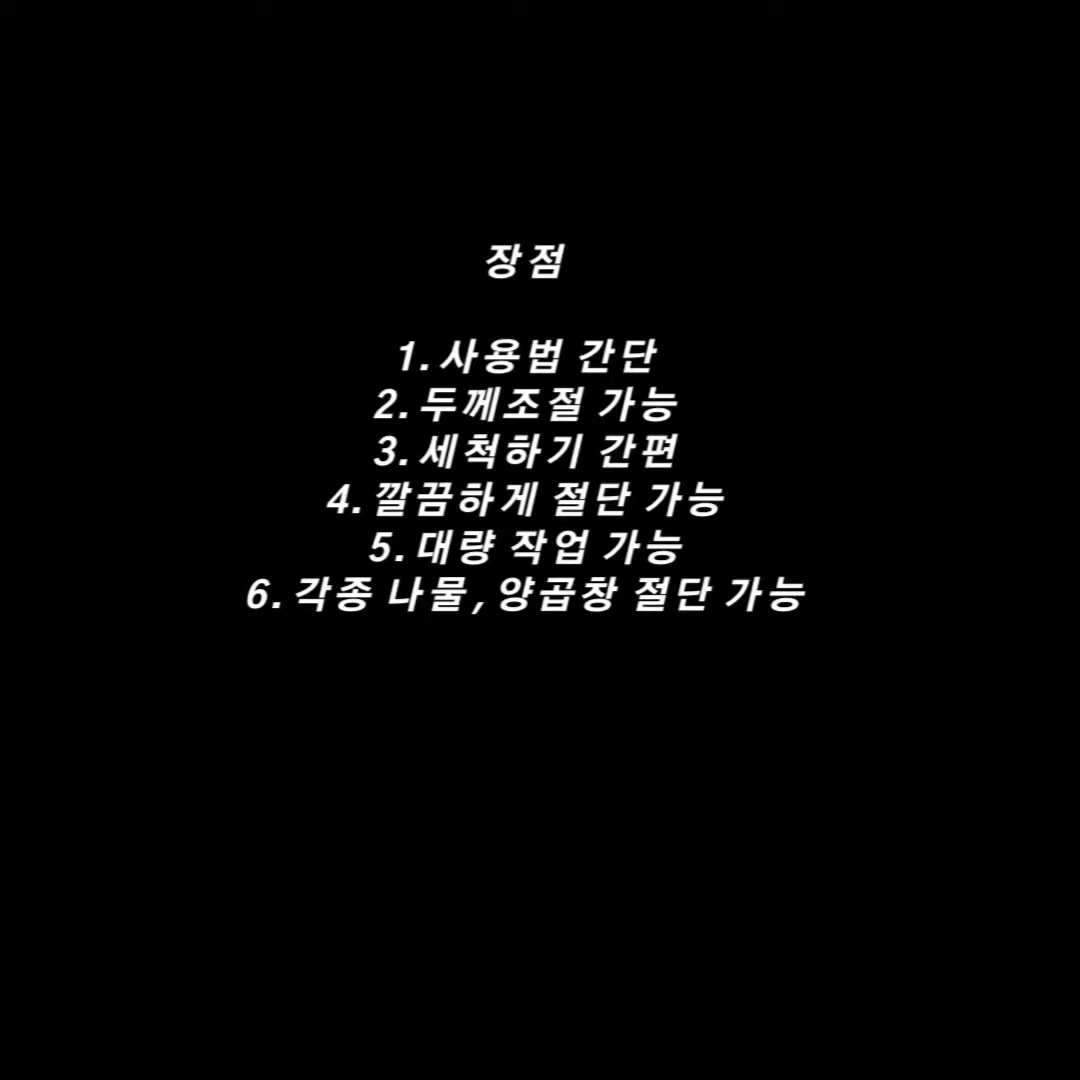 장점
1. 사용법 간단
2. 두께조절 가능
3. 세척하기 간편
4. 깔끔하게 절단 가능
5. 대량 작업 가능
6. 각종 나물, 양곱창 절단 가능